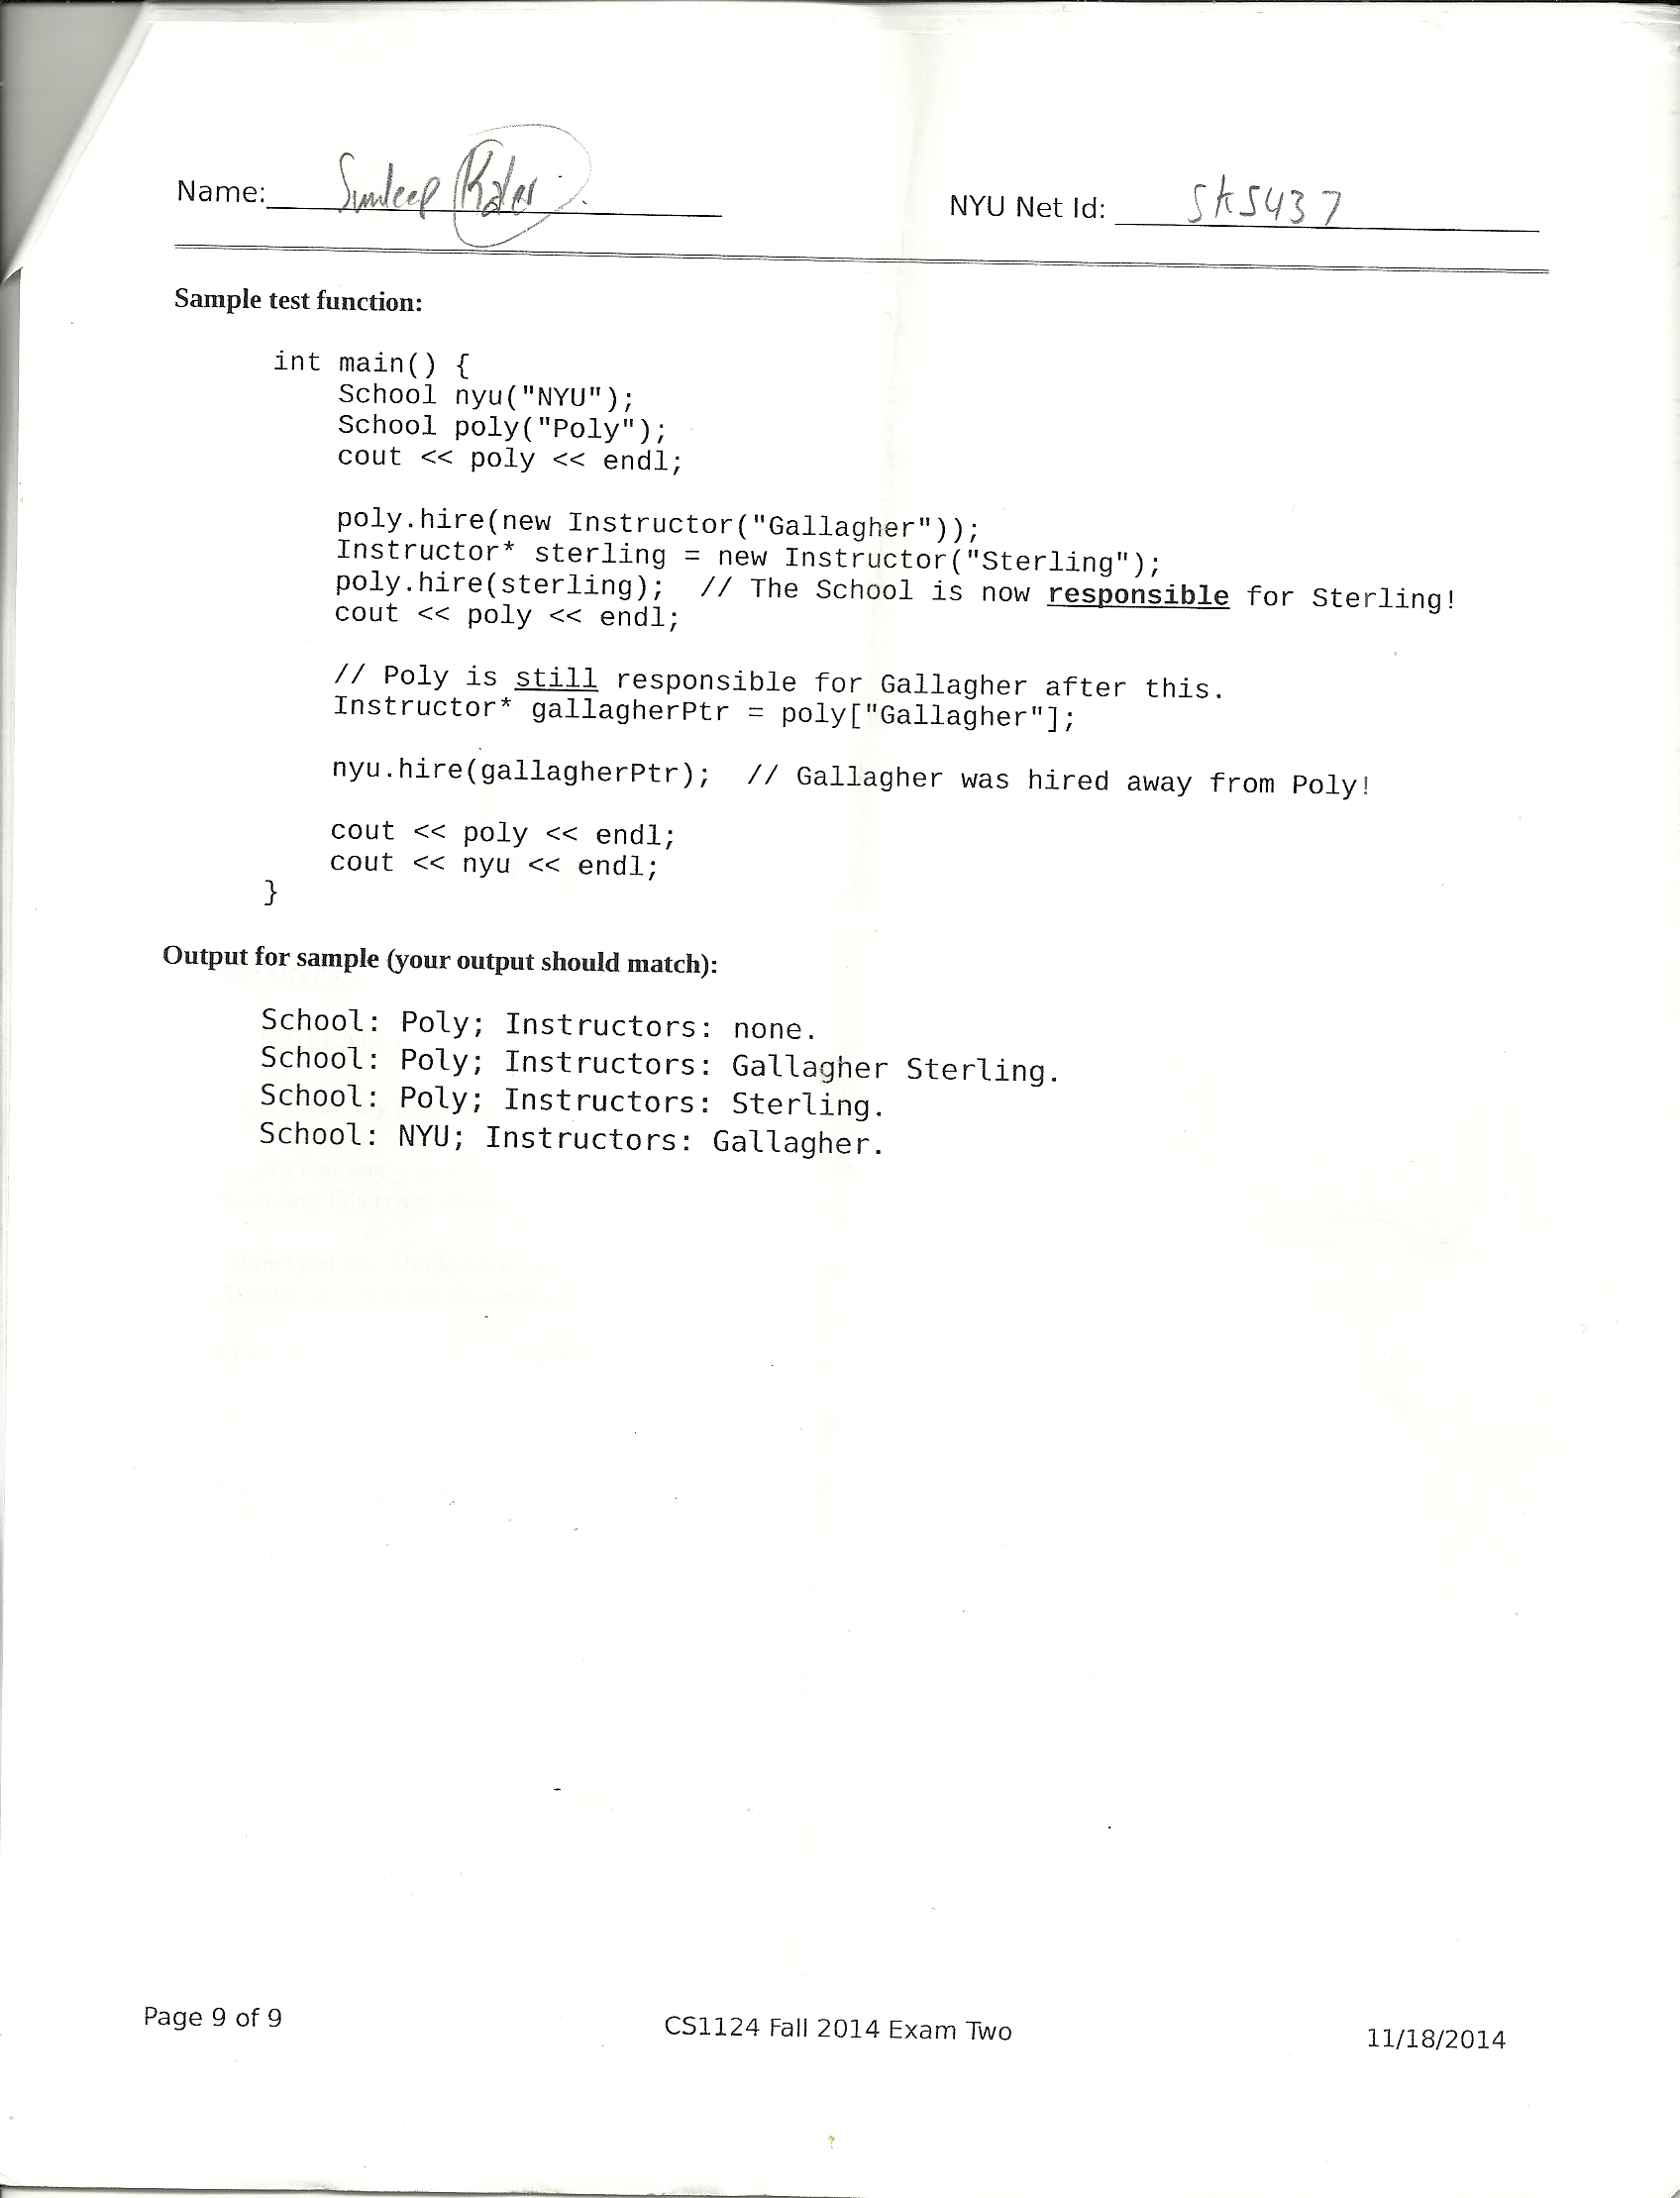 Name: Sundeep
NYU Net Id: sks437
Sample test function:
int main() {
School nyu("NYU");
School poly("Poly");
cout << poly << endl;
poly.hire(new Instructor("Gallagher"));
Instructor* sterling = new Instructor("Sterling");
poly.hire(sterling); // The School is now responsible for Sterling!
cout << poly << endl;
// Poly is still responsible for Gallagher after this.
Instructor* gallagherPtr = poly["Gallagher"];
nyu.hire(gallagherPtr); // Gallagher was hired away from Poly!
cout << poly << endl;
cout << nyu << endl;
}
Output for sample (your output should match):
School: Poly; Instructors: none.
School: Poly; Instructors: Gallagher Sterling.
School: Poly; Instructors: Sterling.
School: NYU; Instructors: Gallagher.
Page 9 of 9
CS1124 Fall 2014 Exam Two
11/18/2014